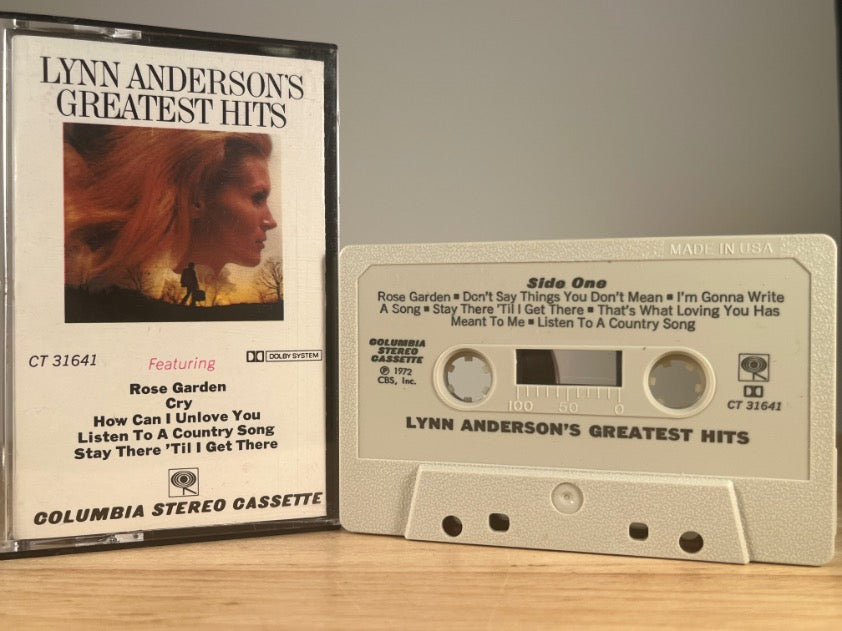 LYNN ANDERSON'S
GREATEST HITS
CT 31641
Featuring
DOLBY SYSTEM
Rose Garden
Cry
How Can I Unlove You
Listen To A Country Song
Stay There 'Til I Get There
COLUMBIA STEREO CASSETTE
MADE IN USA
Side One
Rose Garden ■ Don't Say Things You Don't Mean ■ I'm Gonna Write
A Song ■ Stay There 'Til I Get There ■ That's What Loving You Has
Meant To Me ■ Listen To A Country Song
COLUMBIA
STEREO
CASSETTE
℗ 1972
CBS, Inc.
100 50 0
CT 31641
LYNN ANDERSON'S GREATEST HITS